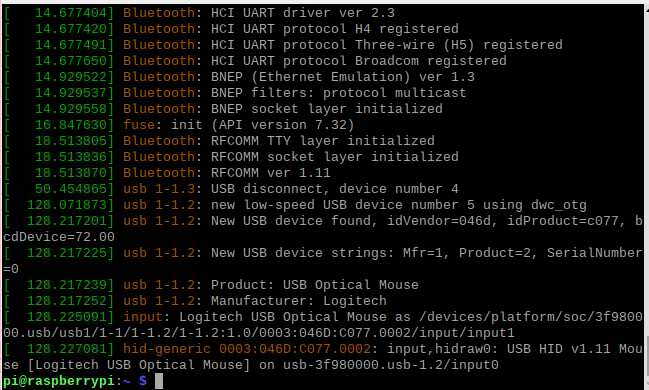 [   14.677404] Bluetooth: HCI UART driver ver 2.3
[   14.677420] Bluetooth: HCI UART protocol H4 registered
[   14.677491] Bluetooth: HCI UART protocol Three-wire (H5) registered
[   14.677650] Bluetooth: HCI UART protocol Broadcom registered
[   14.929522] Bluetooth: BNEP (Ethernet Emulation) ver 1.3
[   14.929537] Bluetooth: BNEP filters: protocol multicast
[   14.929558] Bluetooth: BNEP socket layer initialized
[   16.847630] fuse: init (API version 7.32)
[   18.513805] Bluetooth: RFCOMM TTY layer initialized
[   18.513836] Bluetooth: RFCOMM socket layer initialized
[   18.513870] Bluetooth: RFCOMM ver 1.11
[   50.454865] usb 1-1.3: USB disconnect, device number 4
[  128.071873] usb 1-1.2: new low-speed USB device number 5 using dwc_otg
[  128.217201] usb 1-1.2: New USB device found, idVendor=046d, idProduct=c077, b
cdDevice=72.00
[  128.217225] usb 1-1.2: New USB device strings: Mfr=1, Product=2, SerialNumber
=0
[  128.217239] usb 1-1.2: Product: USB Optical Mouse
[  128.217252] usb 1-1.2: Manufacturer: Logitech
[  128.225091] input: Logitech USB Optical Mouse as /devices/platform/soc/3f9800
00.usb/usb1/1-1/1-1.2/1-1.2:1.0/0003:046D:C077.0002/input/input1
[  128.227081] hid-generic 0003:046D:C077.0002: input,hidraw0: USB HID v1.11 Mou
se [Logitech USB Optical Mouse] on usb-3f980000.usb-1.2/input0
pi@raspberrypi:~ $